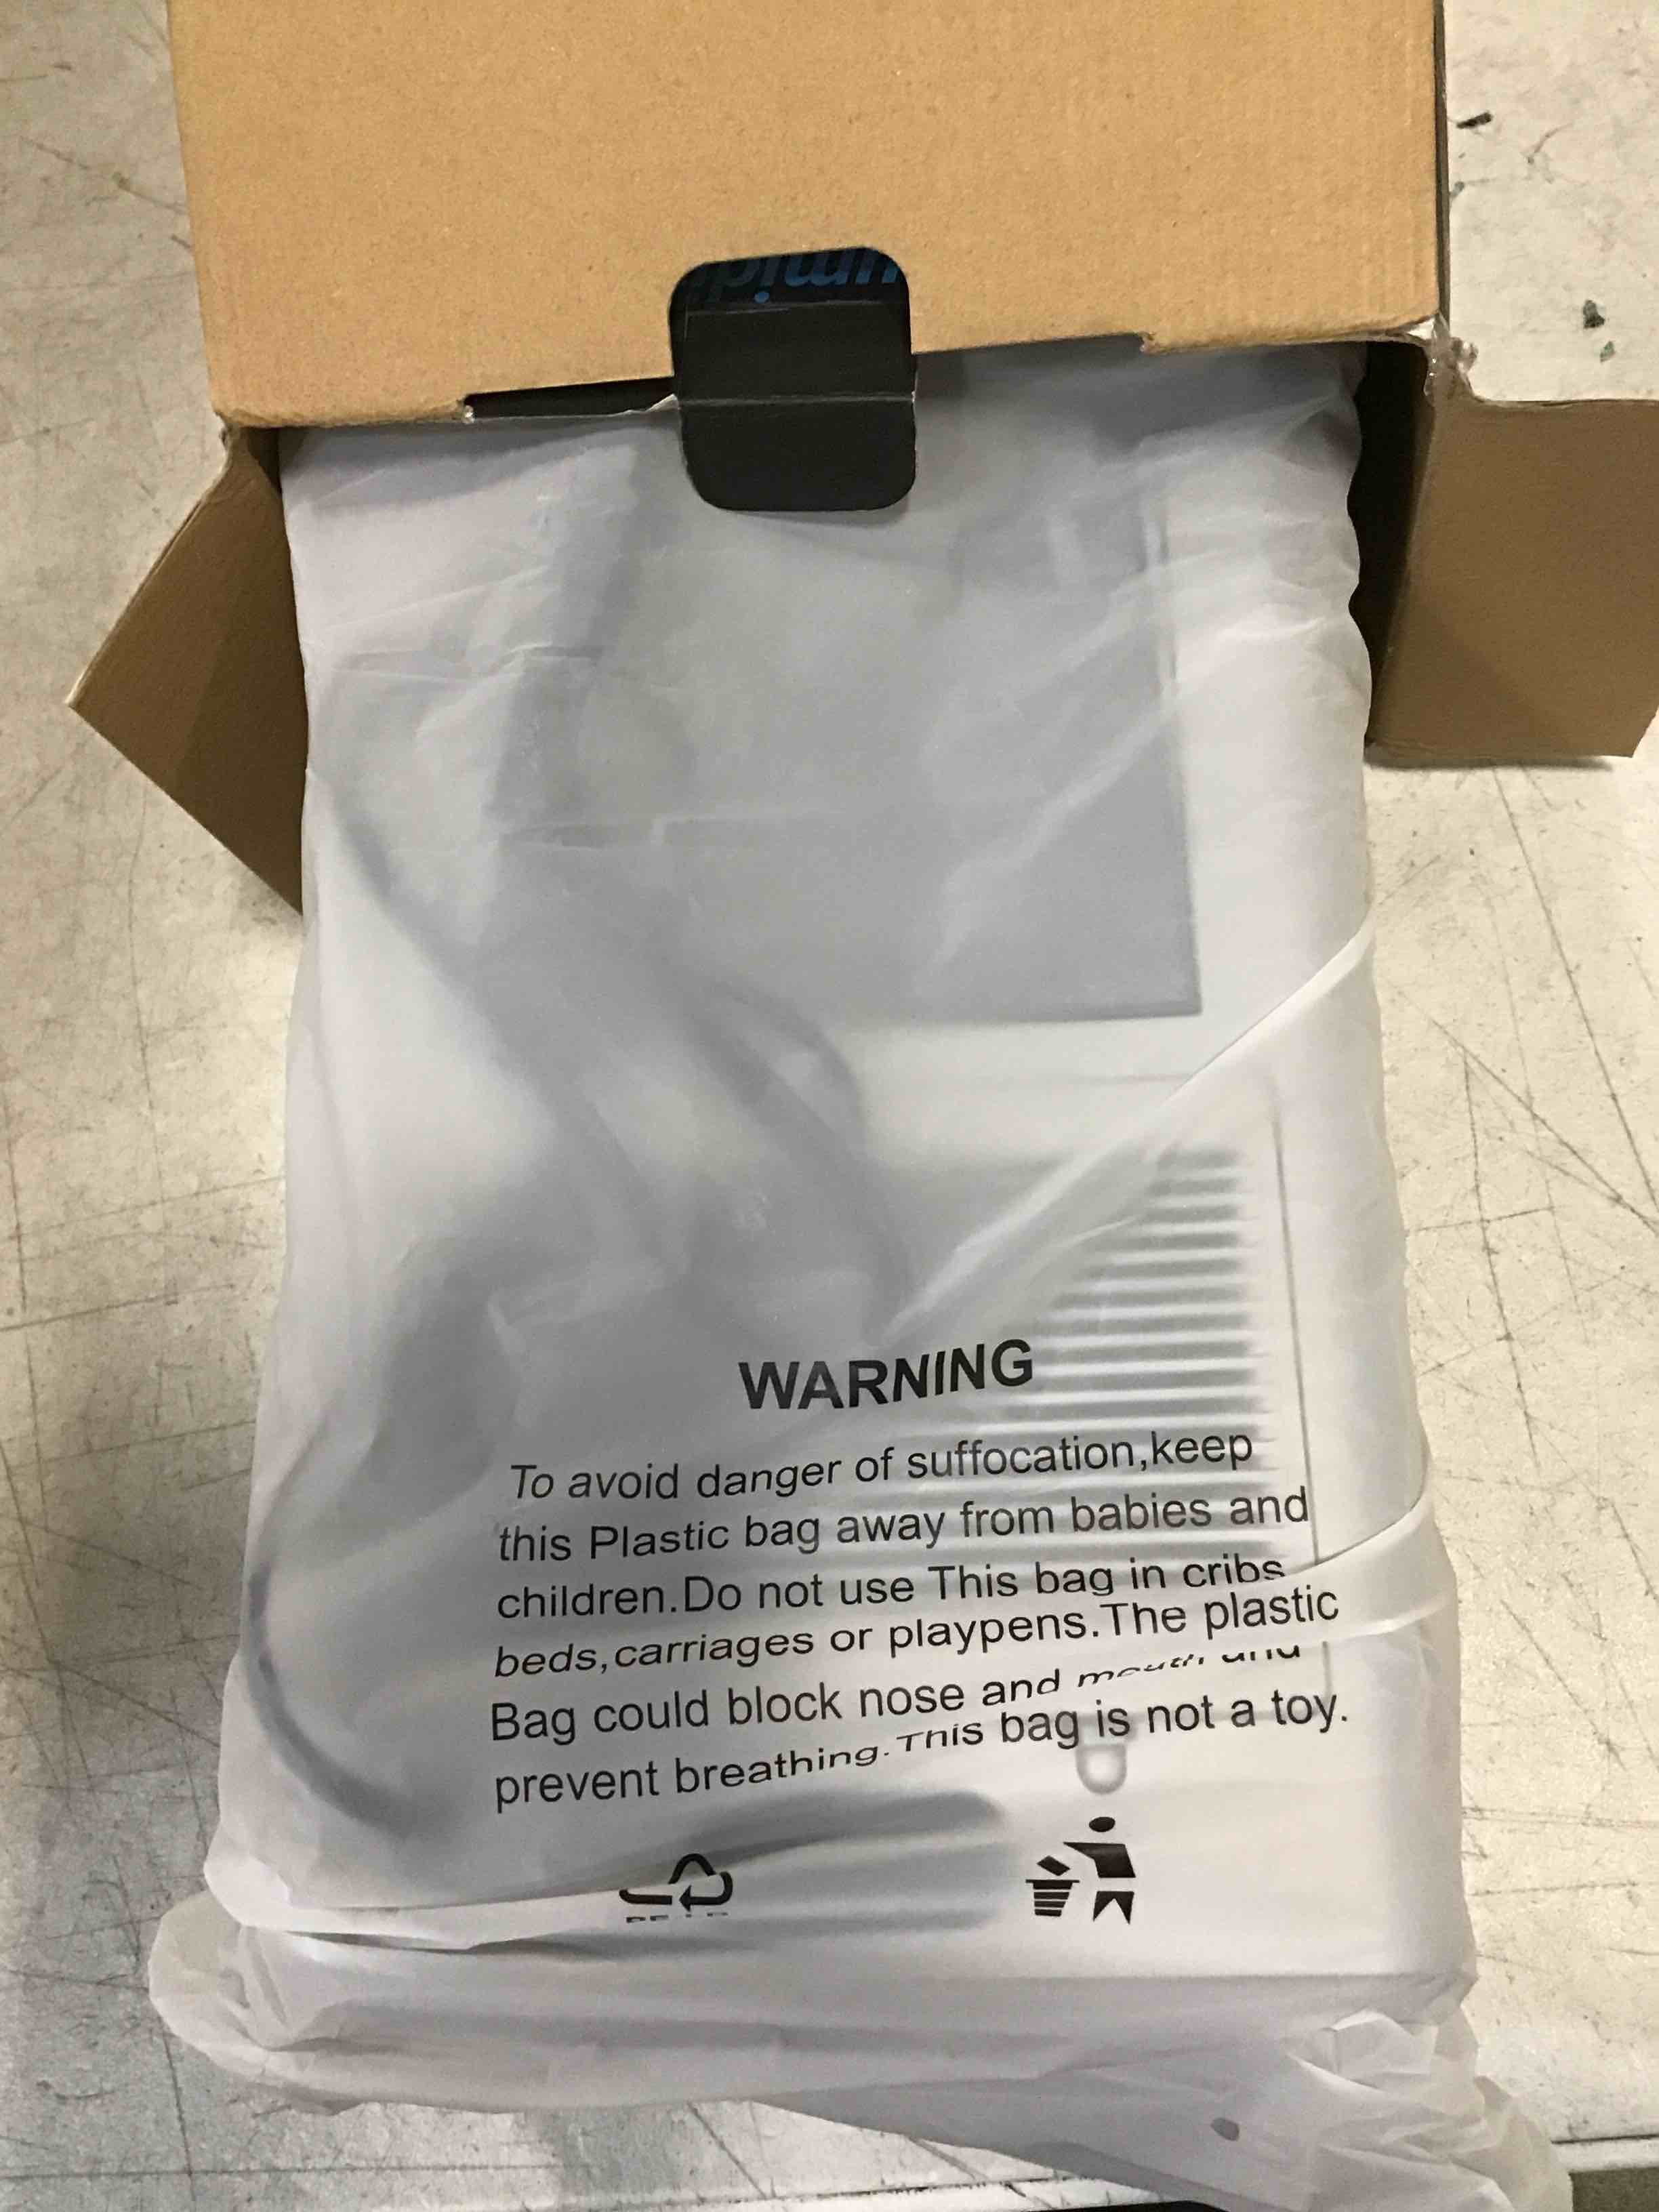 WARNING
To avoid danger of suffocation,keep
this Plastic bag away from babies and
children.Do not use This bag in cribs
beds,carriages or playpens.The plastic
Bag could block nose and mouth and
prevent breathing.This bag is not a toy.